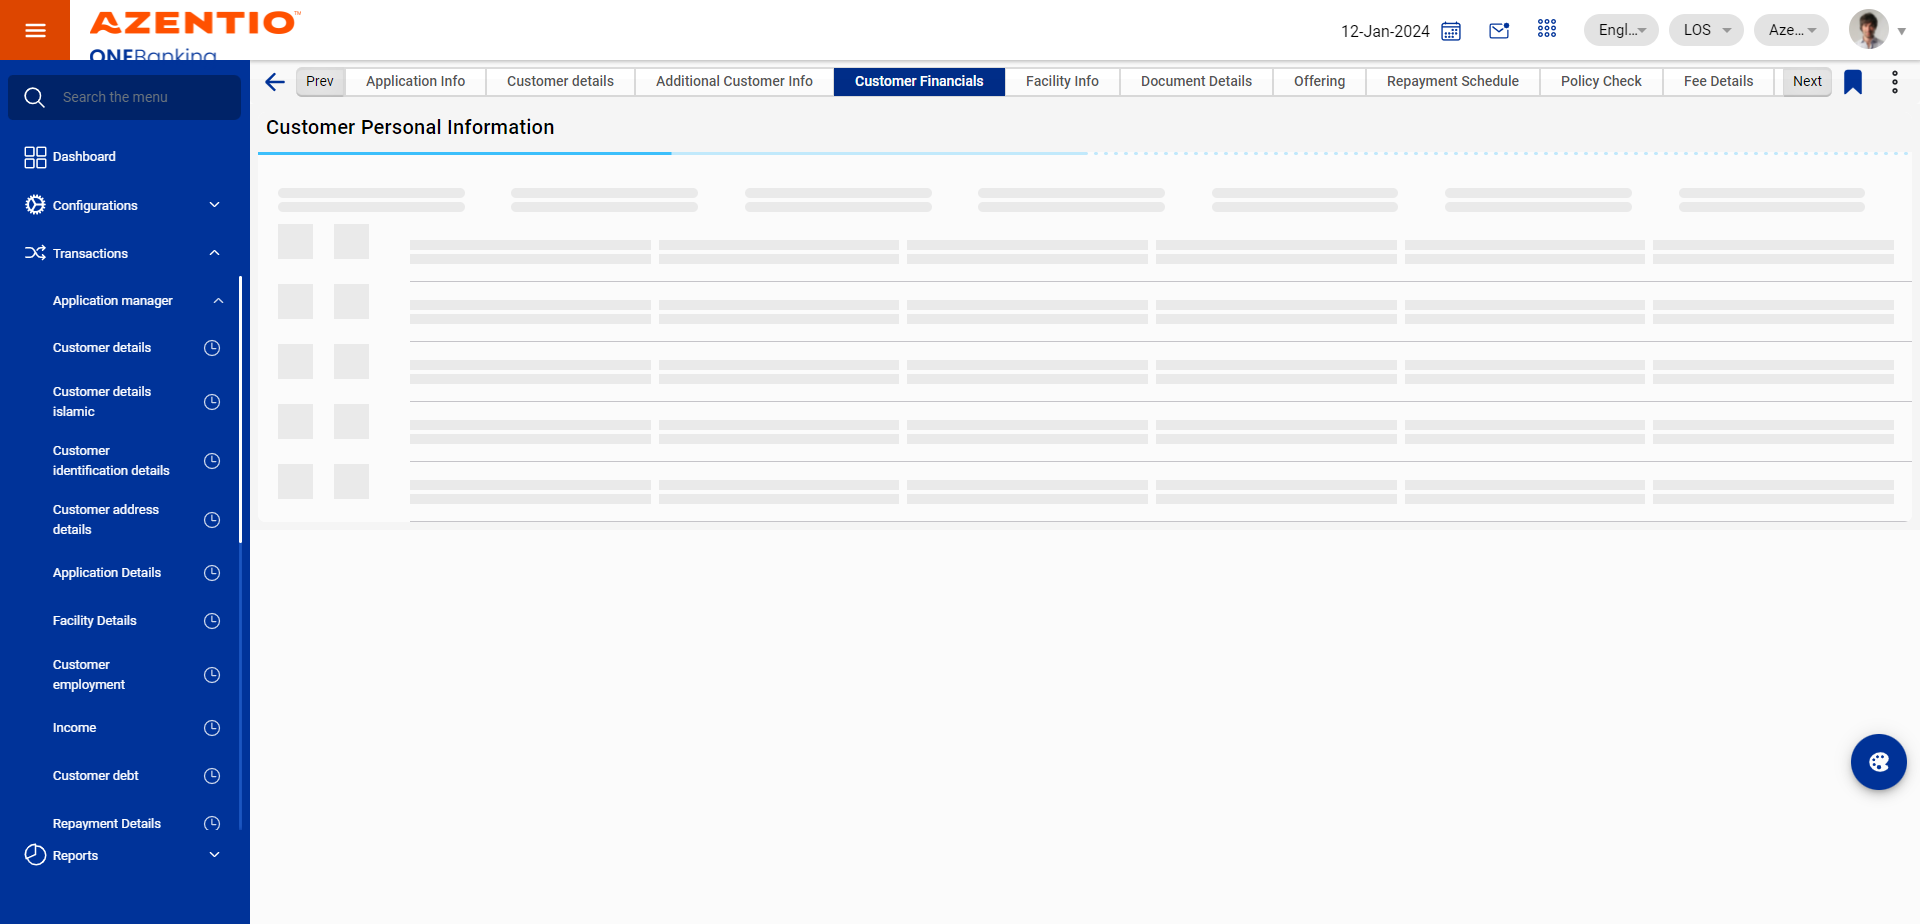 AZENTIO™
ONEBanking
12-Jan-2024
Engl...
LOS
Aze...
Search the menu
Dashboard
Configurations
Transactions
Application manager
Customer details
Customer details
islamic
Customer
identification details
Customer address
details
Application Details
Facility Details
Customer
employment
Income
Customer debt
Repayment Details
Reports
Prev
Application Info
Customer details
Additional Customer Info
Customer Financials
Facility Info
Document Details
Offering
Repayment Schedule
Policy Check
Fee Details
Next
Customer Personal Information